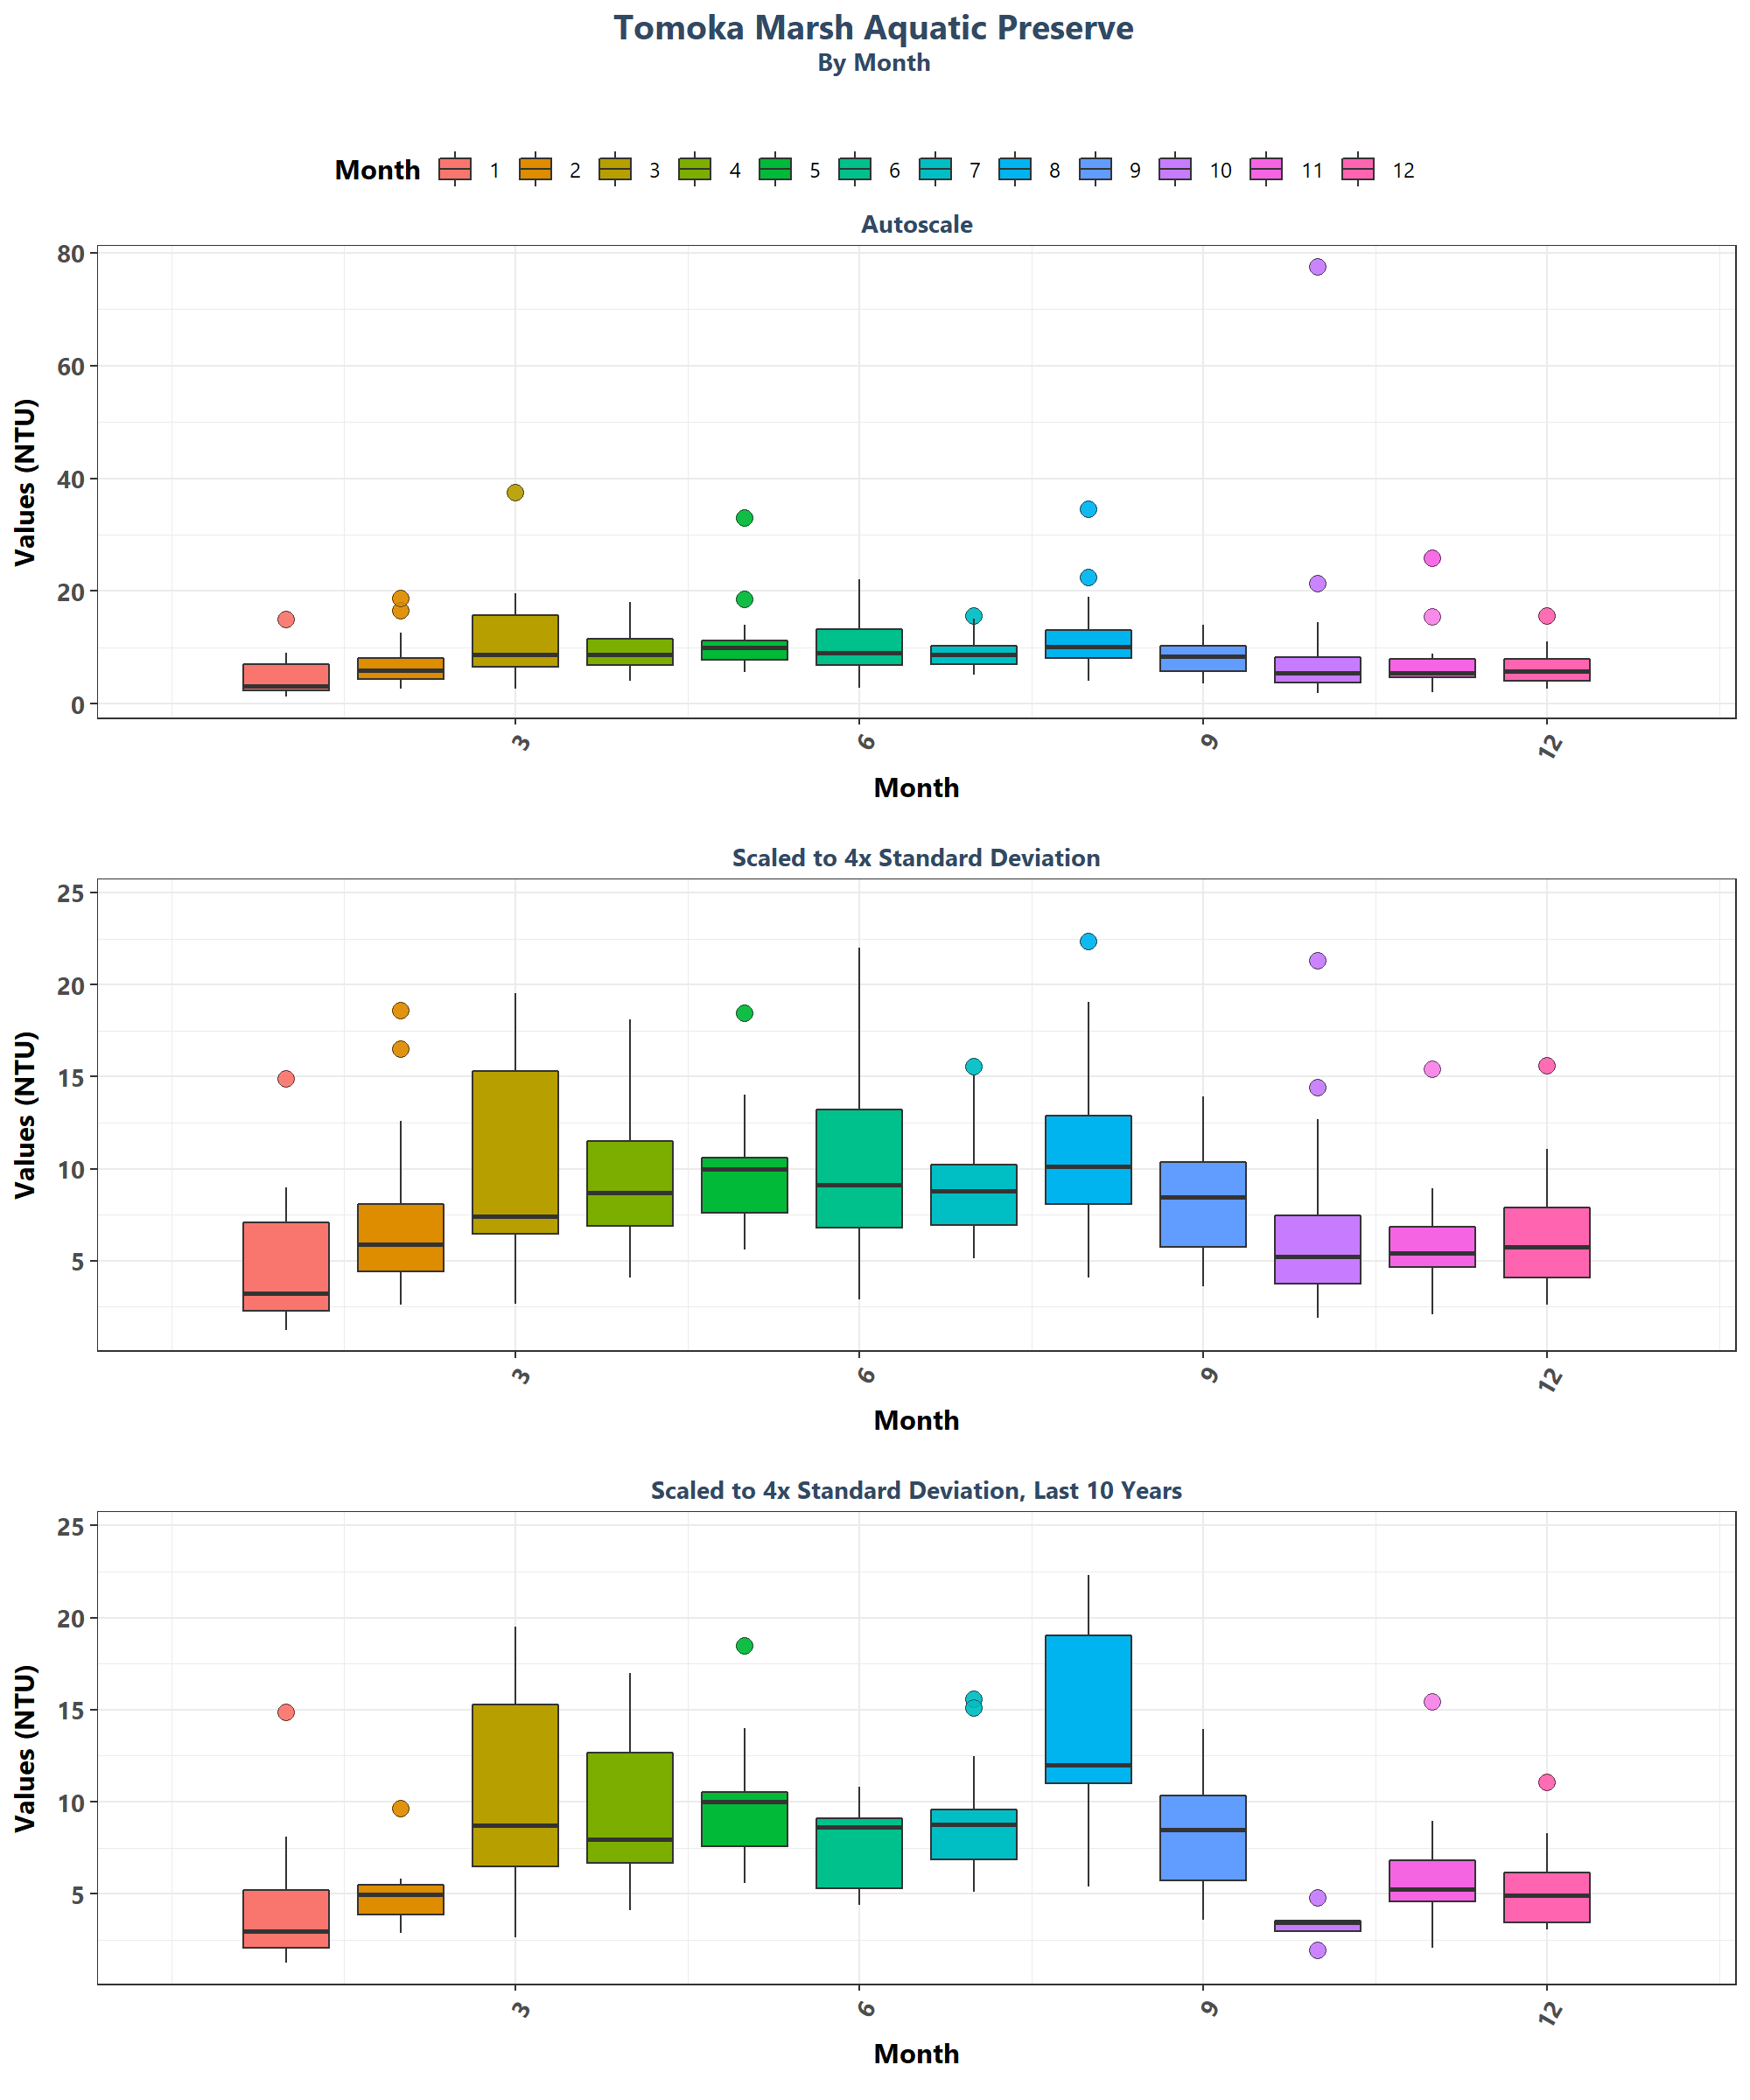 Tomoka Marsh Aquatic Preserve
By Month
Month 1 2 3 4 5 6 7 8 9 10 11 12
Autoscale
Values (NTU)
80
60
40
20
0
3 6 9 12
Month
Scaled to 4x Standard Deviation
Values (NTU)
25
20
15
10
5
3 6 9 12
Month
Scaled to 4x Standard Deviation, Last 10 Years
Values (NTU)
25
20
15
10
5
3 6 9 12
Month